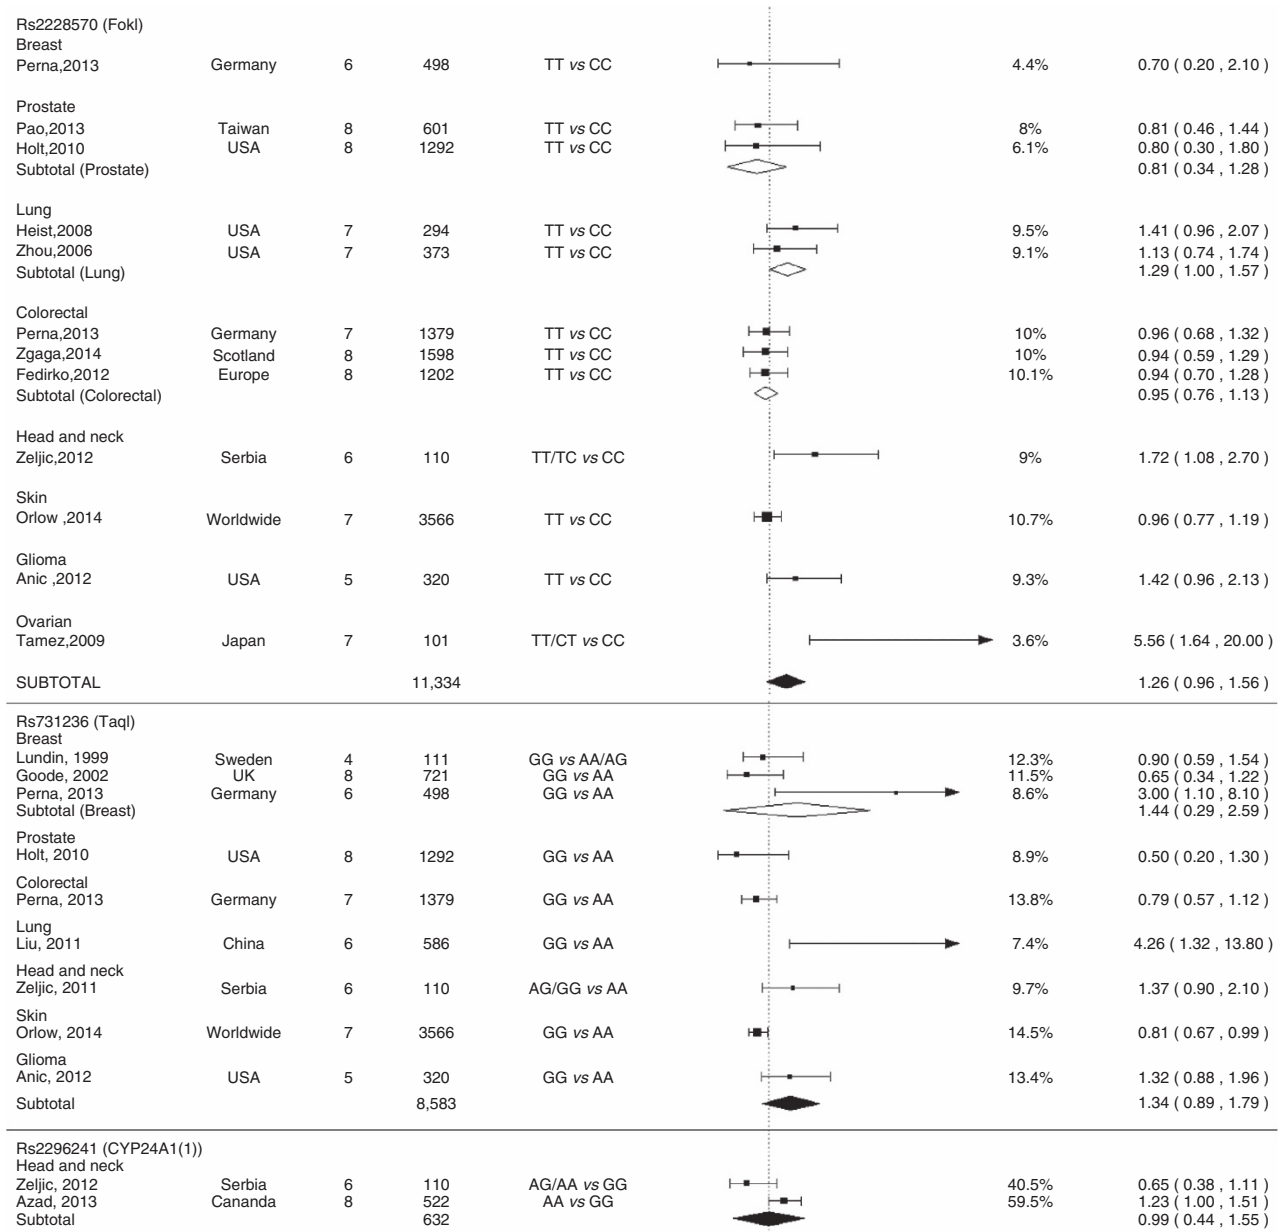 Rs2228570 (Fokl)
Breast
Perna,2013 Germany 6 498 TT vs CC 4.4% 0.70 ( 0.20 , 2.10 )
Prostate
Pao,2013 Taiwan 8 601 TT vs CC 8% 0.81 ( 0.46 , 1.44 )
Holt,2010 USA 8 1292 TT vs CC 6.1% 0.80 ( 0.30 , 1.80 )
Subtotal (Prostate) 0.81 ( 0.34 , 1.28 )
Lung
Heist,2008 USA 7 294 TT vs CC 9.5% 1.41 ( 0.96 , 2.07 )
Zhou,2006 USA 7 373 TT vs CC 9.1% 1.13 ( 0.74 , 1.74 )
Subtotal (Lung) 1.29 ( 1.00 , 1.57 )
Colorectal
Perna,2013 Germany 7 1379 TT vs CC 10% 0.96 ( 0.68 , 1.32 )
Zgaga,2014 Scotland 8 1598 TT vs CC 10% 0.94 ( 0.59 , 1.29 )
Fedirko,2012 Europe 8 1202 TT vs CC 10.1% 0.94 ( 0.70 , 1.28 )
Subtotal (Colorectal) 0.95 ( 0.76 , 1.13 )
Head and neck
Zeljic,2012 Serbia 6 110 TT/TC vs CC 9% 1.72 ( 1.08 , 2.70 )
Skin
Orlow ,2014 Worldwide 7 3566 TT vs CC 10.7% 0.96 ( 0.77 , 1.19 )
Glioma
Anic ,2012 USA 5 320 TT vs CC 9.3% 1.42 ( 0.96 , 2.13 )
Ovarian
Tamez,2009 Japan 7 101 TT/CT vs CC 3.6% 5.56 ( 1.64 , 20.00 )
SUBTOTAL 11,334 1.26 ( 0.96 , 1.56 )
Rs731236 (Taql)
Breast
Lundin, 1999 Sweden 4 111 GG vs AA/AG 12.3% 0.90 ( 0.59 , 1.54 )
Goode, 2002 UK 8 721 GG vs AA 11.5% 0.65 ( 0.34 , 1.22 )
Perna, 2013 Germany 6 498 GG vs AA 8.6% 3.00 ( 1.10 , 8.10 )
Subtotal (Breast) 1.44 ( 0.29 , 2.59 )
Prostate
Holt, 2010 USA 8 1292 GG vs AA 8.9% 0.50 ( 0.20 , 1.30 )
Colorectal
Perna, 2013 Germany 7 1379 GG vs AA 13.8% 0.79 ( 0.57 , 1.12 )
Lung
Liu, 2011 China 6 586 GG vs AA 7.4% 4.26 ( 1.32 , 13.80 )
Head and neck
Zeljic, 2011 Serbia 6 110 AG/GG vs AA 9.7% 1.37 ( 0.90 , 2.10 )
Skin
Orlow, 2014 Worldwide 7 3566 GG vs AA 14.5% 0.81 ( 0.67 , 0.99 )
Glioma
Anic, 2012 USA 5 320 GG vs AA 13.4% 1.32 ( 0.88 , 1.96 )
Subtotal 8,583 1.34 ( 0.89 , 1.79 )
Rs2296241 (CYP24A1(1))
Head and neck
Zeljic, 2012 Serbia 6 110 AG/AA vs GG 40.5% 0.65 ( 0.38 , 1.11 )
Azad, 2013 Cananda 8 522 AA vs GG 59.5% 1.23 ( 1.00 , 1.51 )
Subtotal 632 0.99 ( 0.44 , 1.55 )